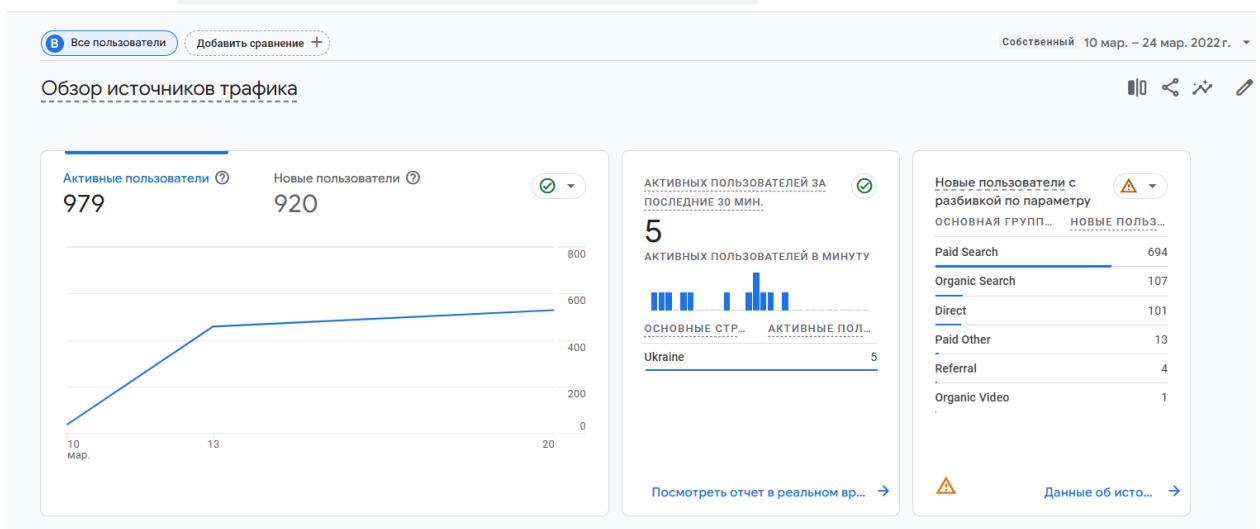 B Все пользователи
Добавить сравнение +
Собственный 10 мар. – 24 мар. 2022 г.
Обзор источников трафика
Активные пользователи
979
Новые пользователи
920
800
600
400
200
0
10
мар.
13
20
АКТИВНЫХ ПОЛЬЗОВАТЕЛЕЙ ЗА
ПОСЛЕДНИЕ 30 МИН.
5
АКТИВНЫХ ПОЛЬЗОВАТЕЛЕЙ В МИНУТУ
ОСНОВНЫЕ СТР... АКТИВНЫЕ ПОЛ...
Ukraine 5
Посмотреть отчет в реальном вр...
Новые пользователи с
разбивкой по параметру
ОСНОВНАЯ ГРУПП... НОВЫЕ ПОЛЬЗ...
Paid Search 694
Organic Search 107
Direct 101
Paid Other 13
Referral 4
Organic Video 1
Данные об исто...